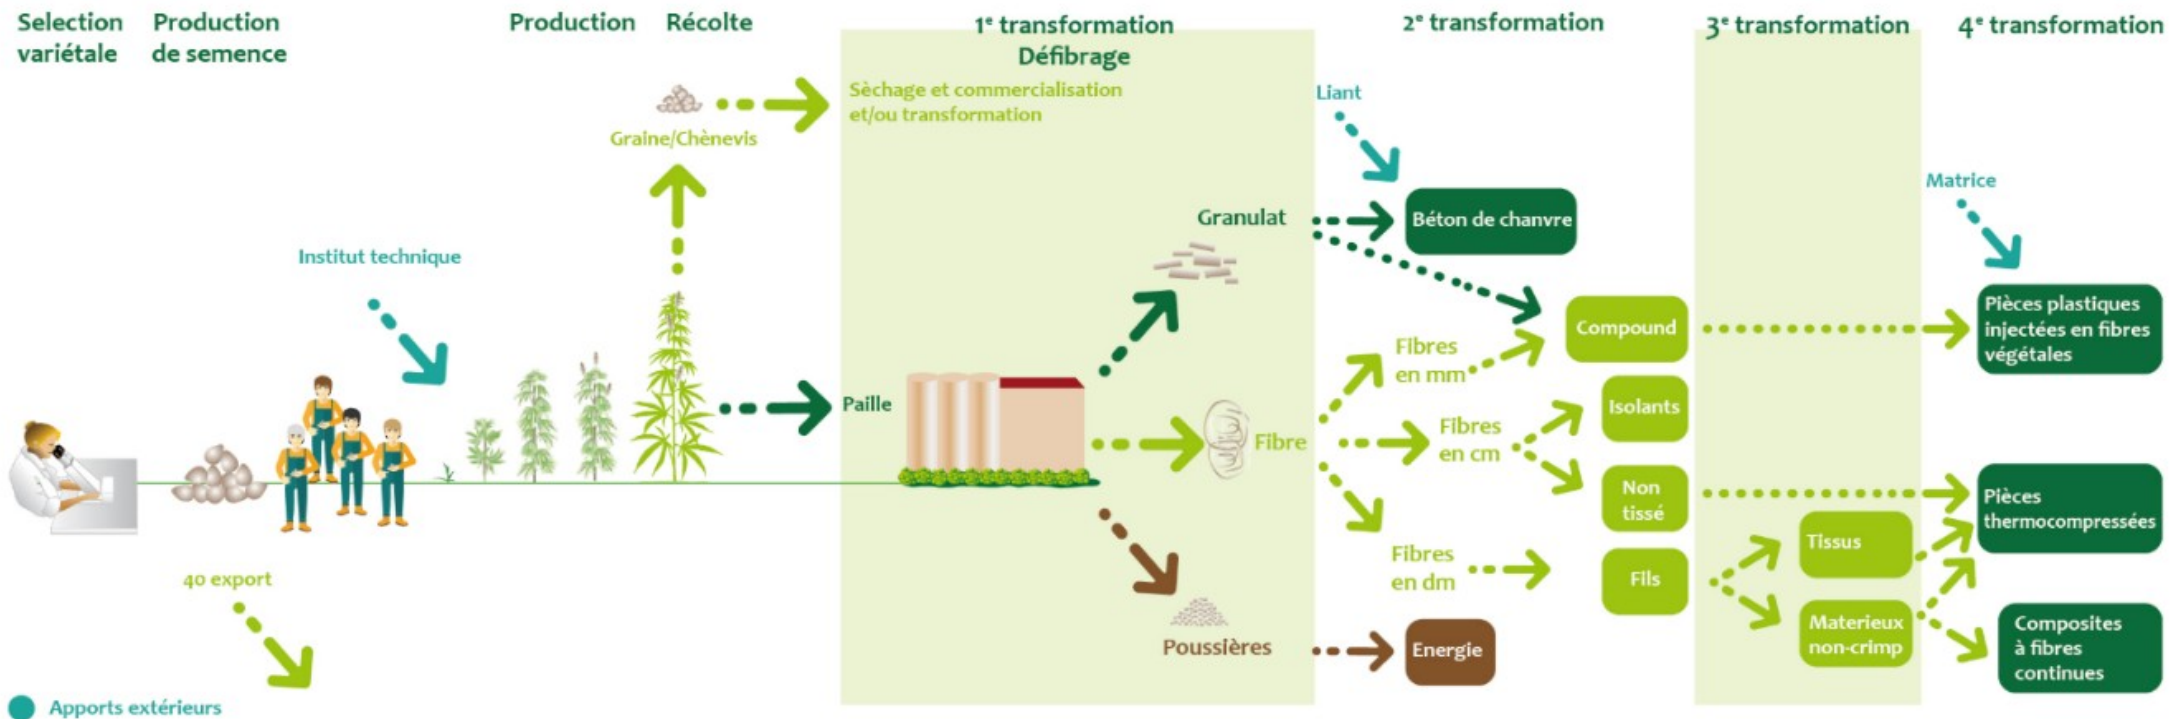 Selection
variétale
Production
de semence
Production
Récolte
1e transformation
Défibrage
2e transformation
3e transformation
4e transformation
Sèchage et commercialisation
et/ou transformation
Graine/Chènevis
Liant
Matrice
Institut technique
Granulat
Béton de chanvre
Pièces plastiques
injectées en fibres
végétales
Compound
Fibres
en mm
Paille
Isolants
Fibre
Fibres
en cm
Non
tissé
Pièces
thermocompressées
Tissus
Fibres
en dm
Fils
40 export
Materieux
non-crimp
Composites
à fibres
continues
Poussières
Energie
Apports extérieurs